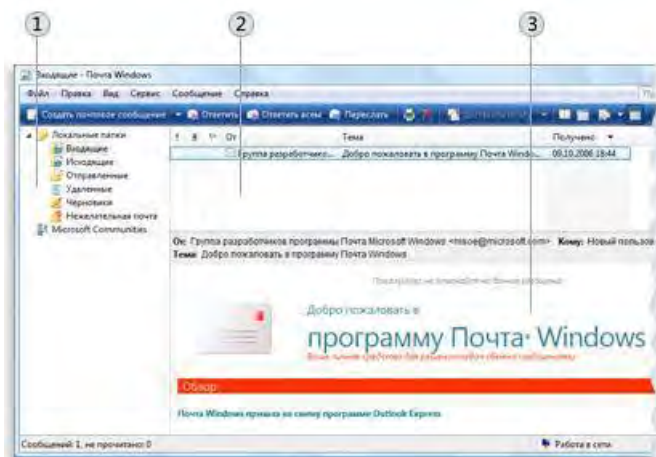 1 2 3
Входящие - Почта Windows
Файл Правка Вид Сервис Сообщение Справка
Создать почтовое сообщение Ответить Ответить всем Переслать
Локальные папки
От Тема Получено
Входящие
Группа разработчико... Добро пожаловать в программу Почта Windo... 09.10.2006 18:44
Исходящие
Отправленные
Удаленные
Черновики
Нежелательная почта
Microsoft Communities
От: Группа разработчиков программы Почта Microsoft Windows <msoe@microsoft.com> Кому: Новый пользов
Тема: Добро пожаловать в программу Почта Windows
Добро пожаловать в
программу Почта Windows
Обзор:
Почта Windows пришла на смену программе Outlook Express
Сообщений: 1, не прочитано: 0 Работа в сети